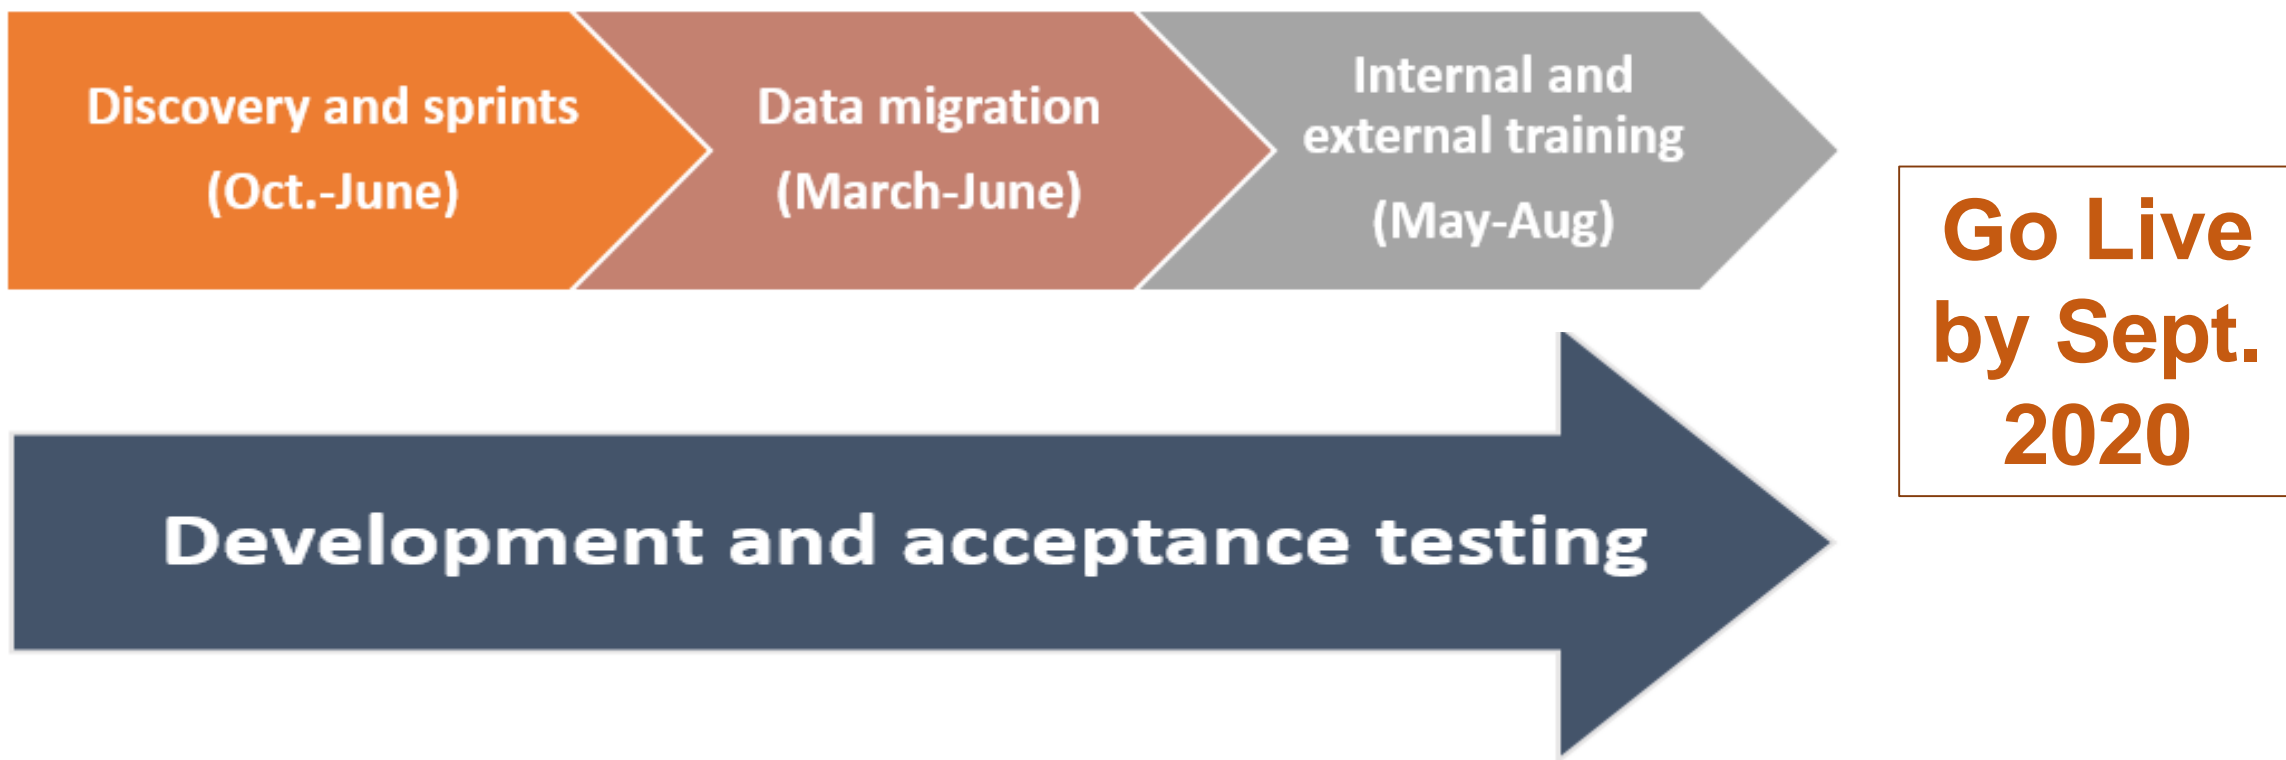 Discovery and sprints
(Oct.-June)
Data migration
(March-June)
Internal and
external training
(May-Aug)
Go Live
by Sept.
2020
Development and acceptance testing